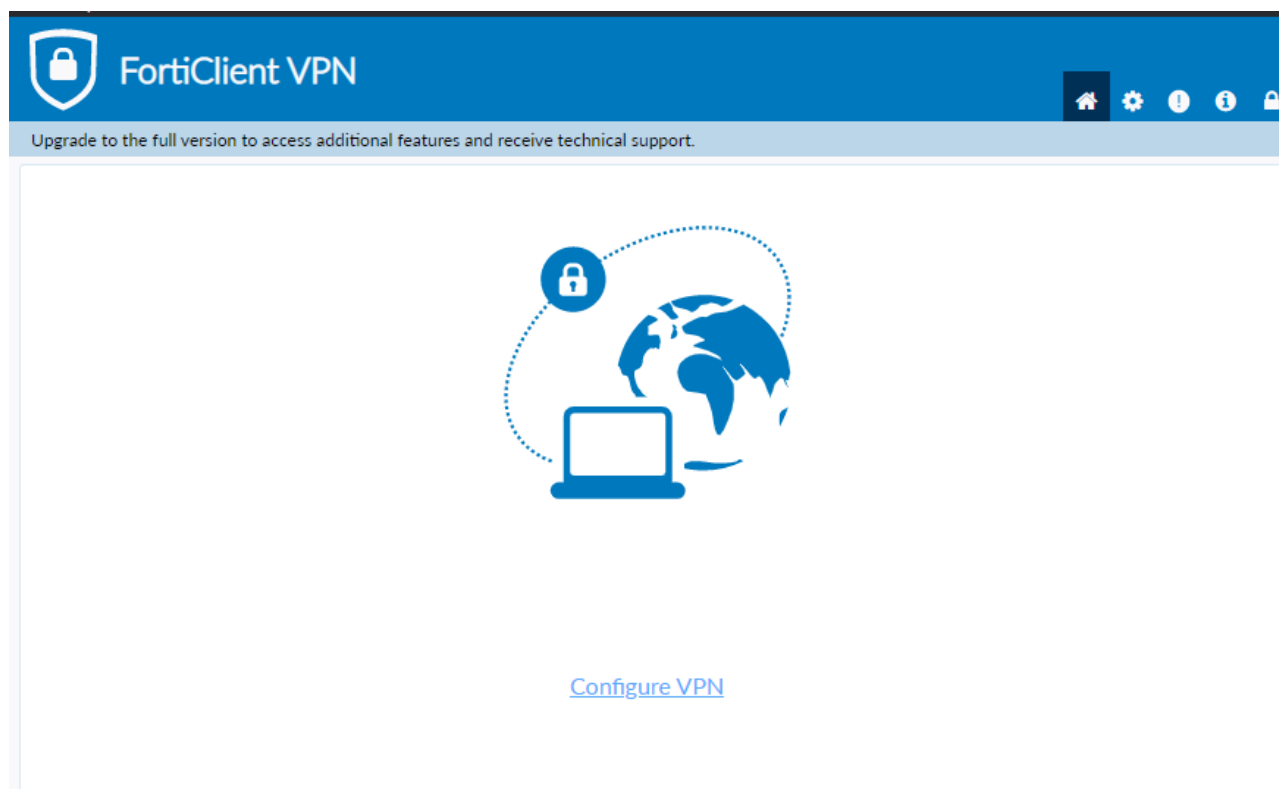 FortiClient VPN
Upgrade to the full version to access additional features and receive technical support.
Configure VPN